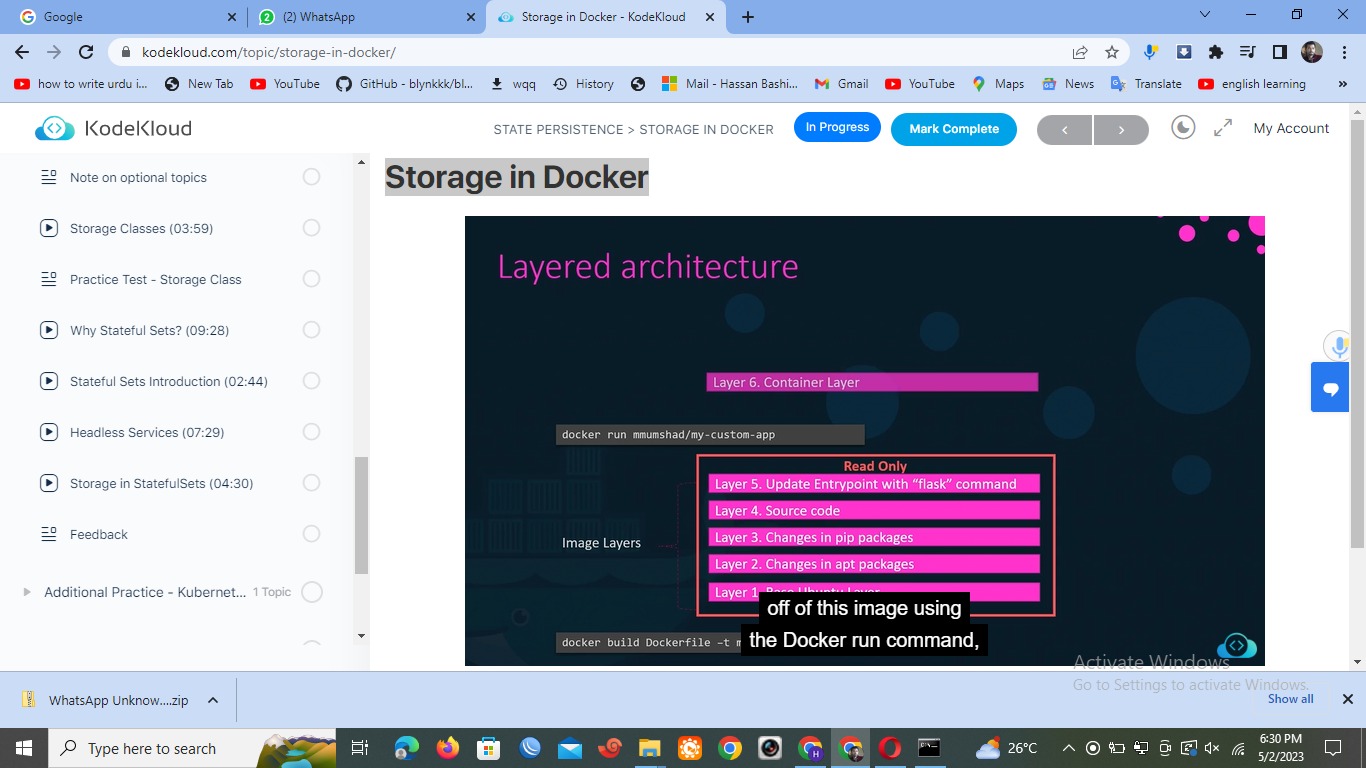 Google
(2) WhatsApp
Storage in Docker - KodeKloud
kodekloud.com/topic/storage-in-docker/
how to write urdu i...
New Tab
YouTube
GitHub - blynkkk/bl...
wqq
History
Mail - Hassan Bashi...
Gmail
YouTube
Maps
News
Translate
english learning
»
KodeKloud
STATE PERSISTENCE > STORAGE IN DOCKER
In Progress
Mark Complete
My Account
Note on optional topics
Storage Classes (03:59)
Practice Test - Storage Class
Why Stateful Sets? (09:28)
Stateful Sets Introduction (02:44)
Headless Services (07:29)
Storage in StatefulSets (04:30)
Feedback
Additional Practice - Kubernet... 1 Topic
Storage in Docker
Layered architecture
Layer 6. Container Layer
docker run mmumshad/my-custom-app
Read Only
Layer 5. Update Entrypoint with “flask” command
Layer 4. Source code
Layer 3. Changes in pip packages
Layer 2. Changes in apt packages
Layer 1. Base Ubuntu Layer
Image Layers
docker build Dockerfile –t m
off of this image using
the Docker run command,
Activate Windows
Go to Settings to activate Windows.
WhatsApp Unknow....zip
Show all
Type here to search
26°C
6:30 PM
5/2/2023